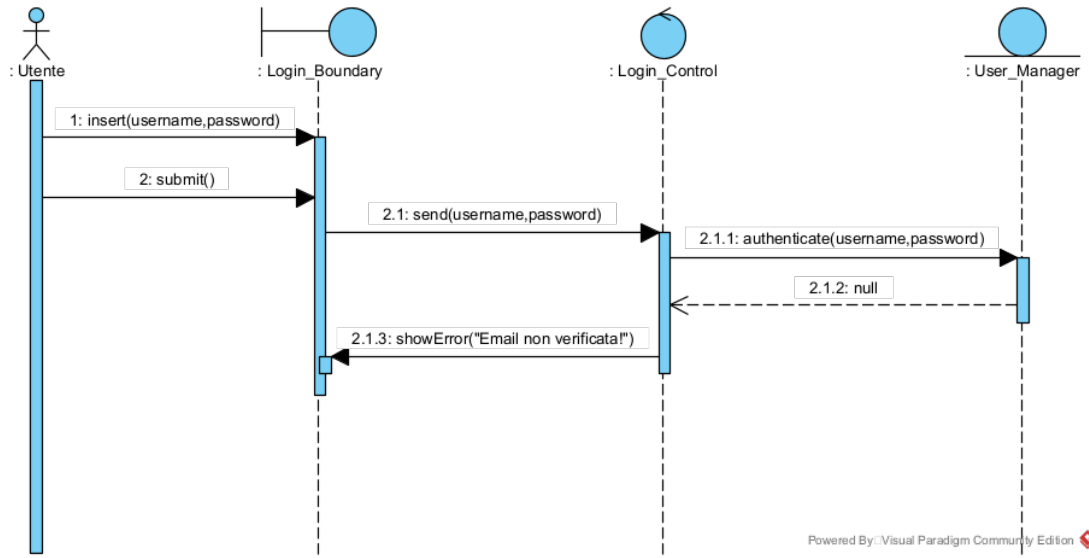 : Utente
: Login_Boundary
: Login_Control
: User_Manager
1: insert(username,password)
2: submit()
2.1: send(username,password)
2.1.1: authenticate(username,password)
2.1.2: null
2.1.3: showError("Email non verificata!")
Powered By Visual Paradigm Community Edition